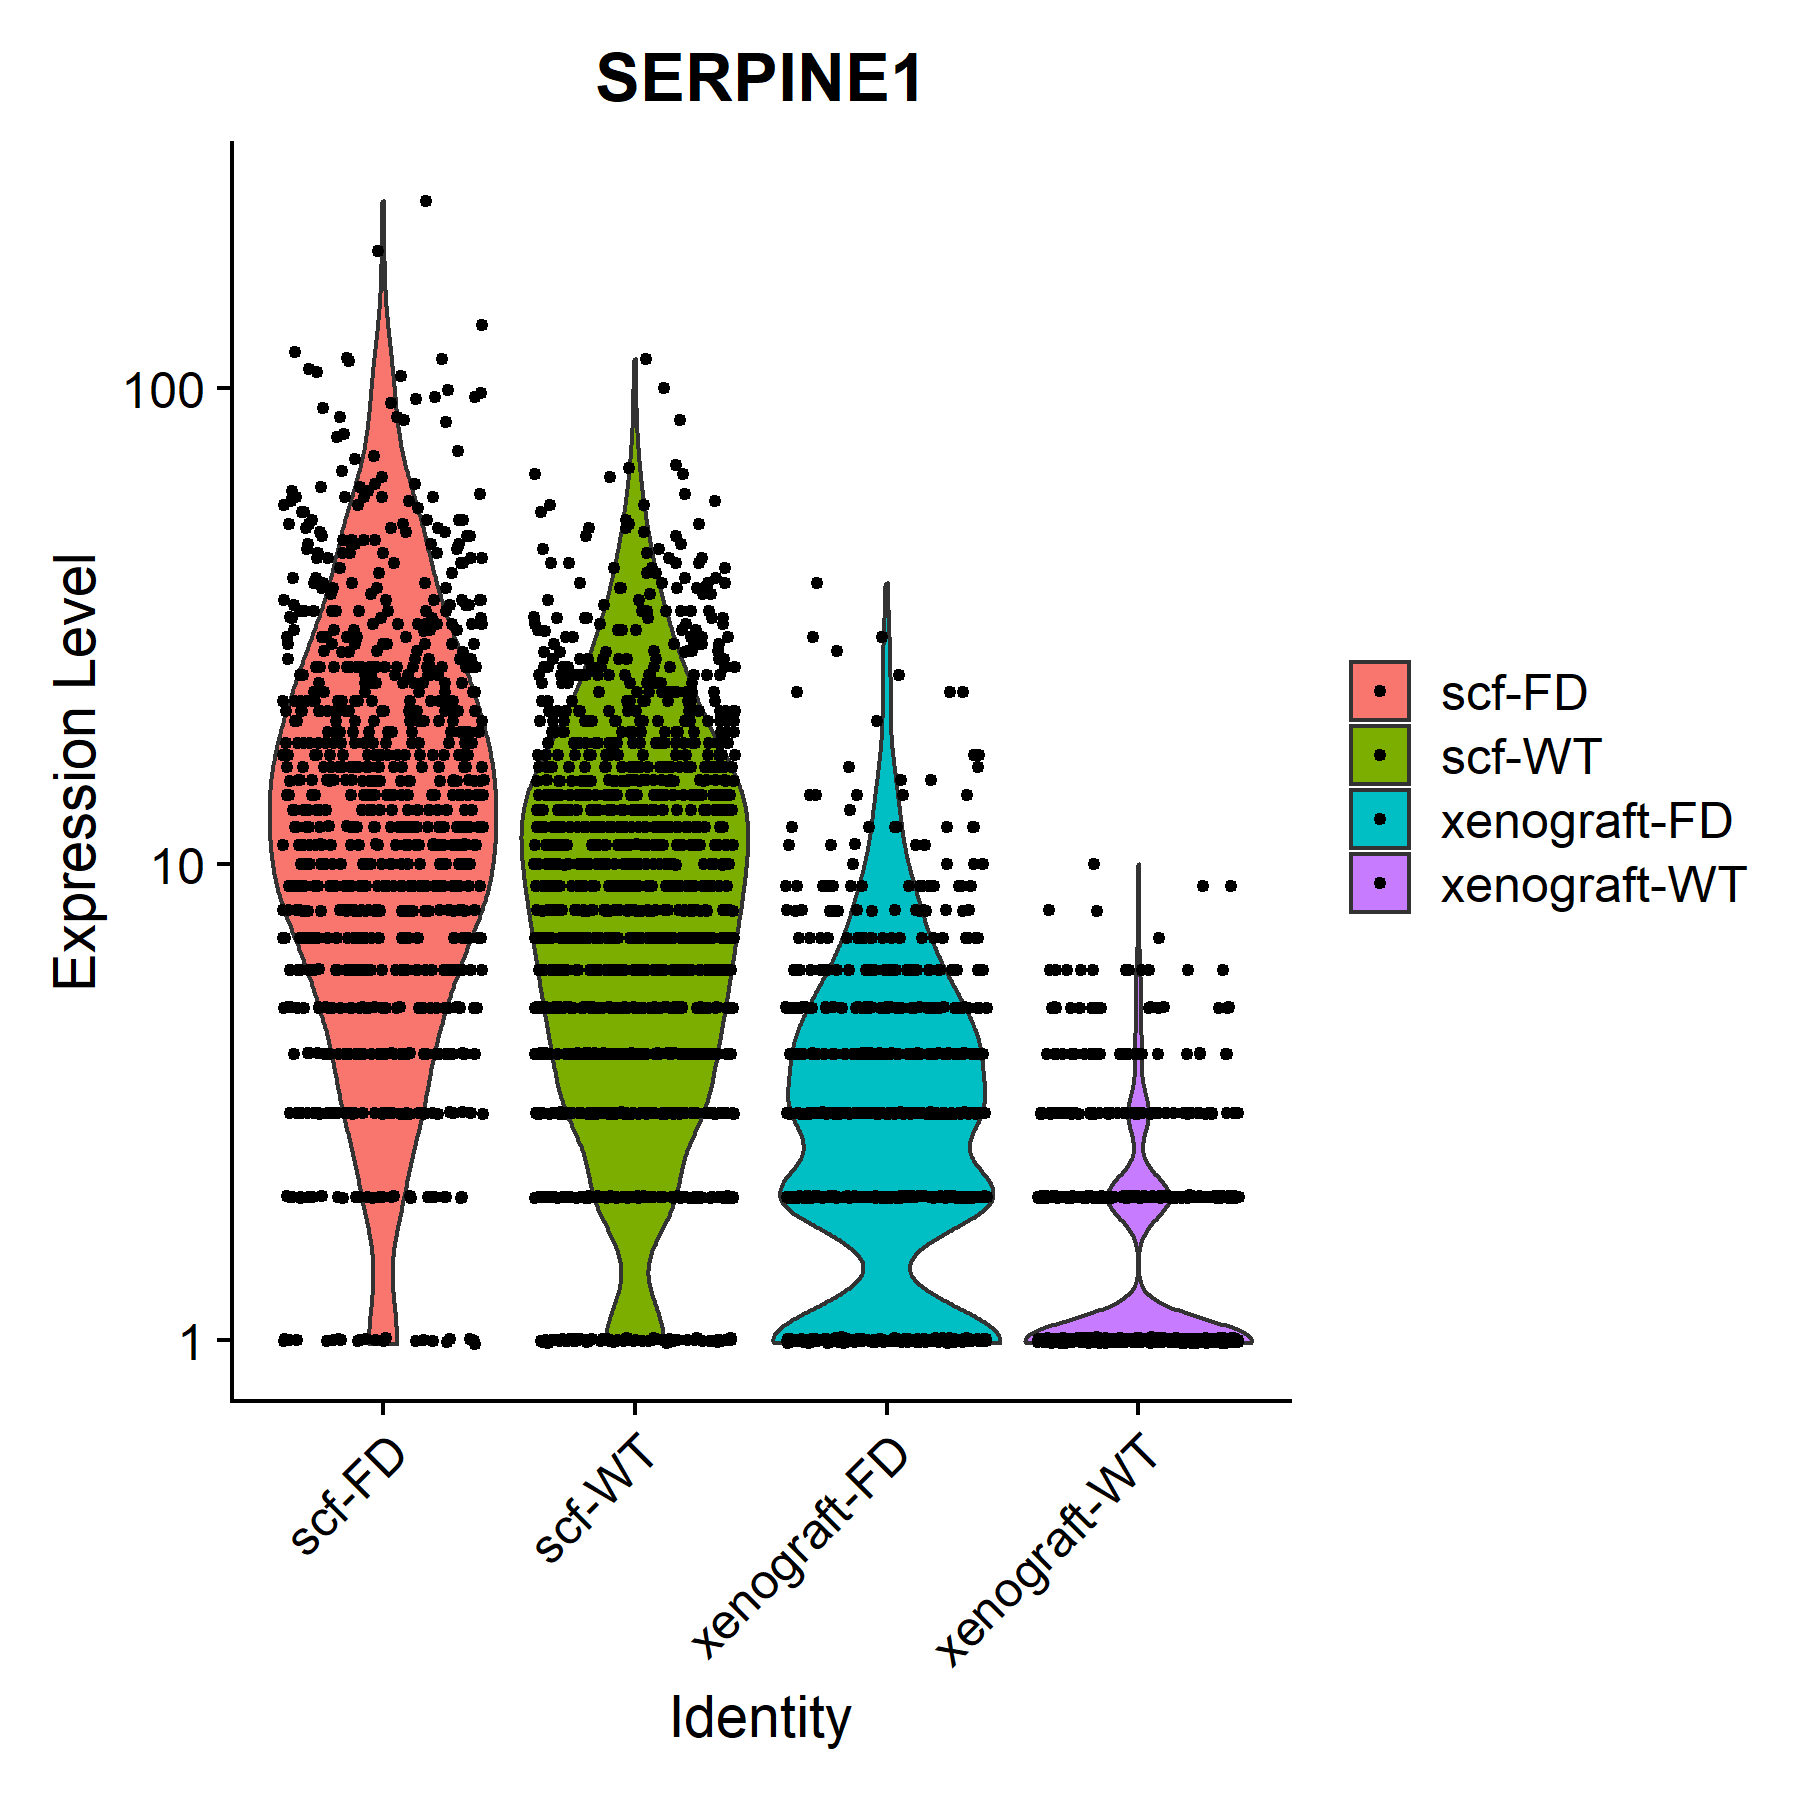 SERPINE1
Expression Level
100
10
1
scf-FD
scf-WT
xenograft-FD
xenograft-WT
Identity
scf-FD
scf-WT
xenograft-FD
xenograft-WT